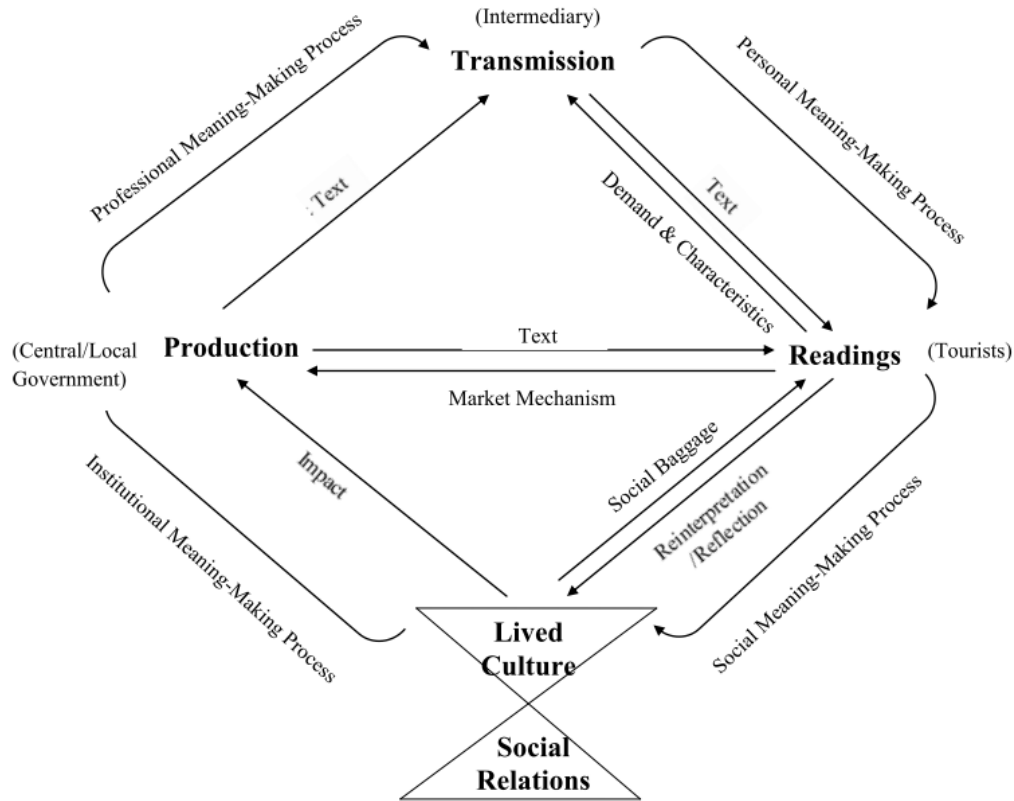 (Intermediary)
Transmission
Professional Meaning-Making Process
Personal Meaning-Making Process
: Text
Text
Demand & Characteristics
(Central/Local
Government)
Production
Text
Market Mechanism
Readings
(Tourists)
Impact
Social Baggage
Reinterpretation
/Reflection
Institutional Meaning-Making Process
Social Meaning-Making Process
Lived
Culture
Social
Relations